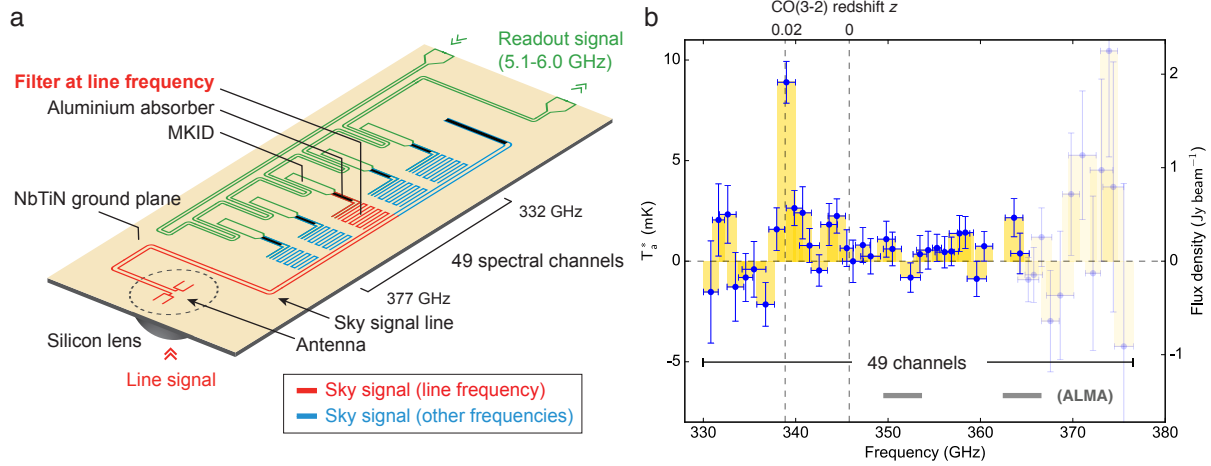 a
Readout signal
(5.1-6.0 GHz)
Filter at line frequency
Aluminium absorber
MKID
NbTiN ground plane
332 GHz
49 spectral channels
377 GHz
Sky signal line
Antenna
Silicon lens
Line signal
Sky signal (line frequency)
Sky signal (other frequencies)
b
CO(3-2) redshift z
0.02 0
10
5
0
-5
T*a (mK)
2
1
0
-1
Flux density (Jy beam−1)
49 channels
(ALMA)
330 340 350 360 370 380
Frequency (GHz)